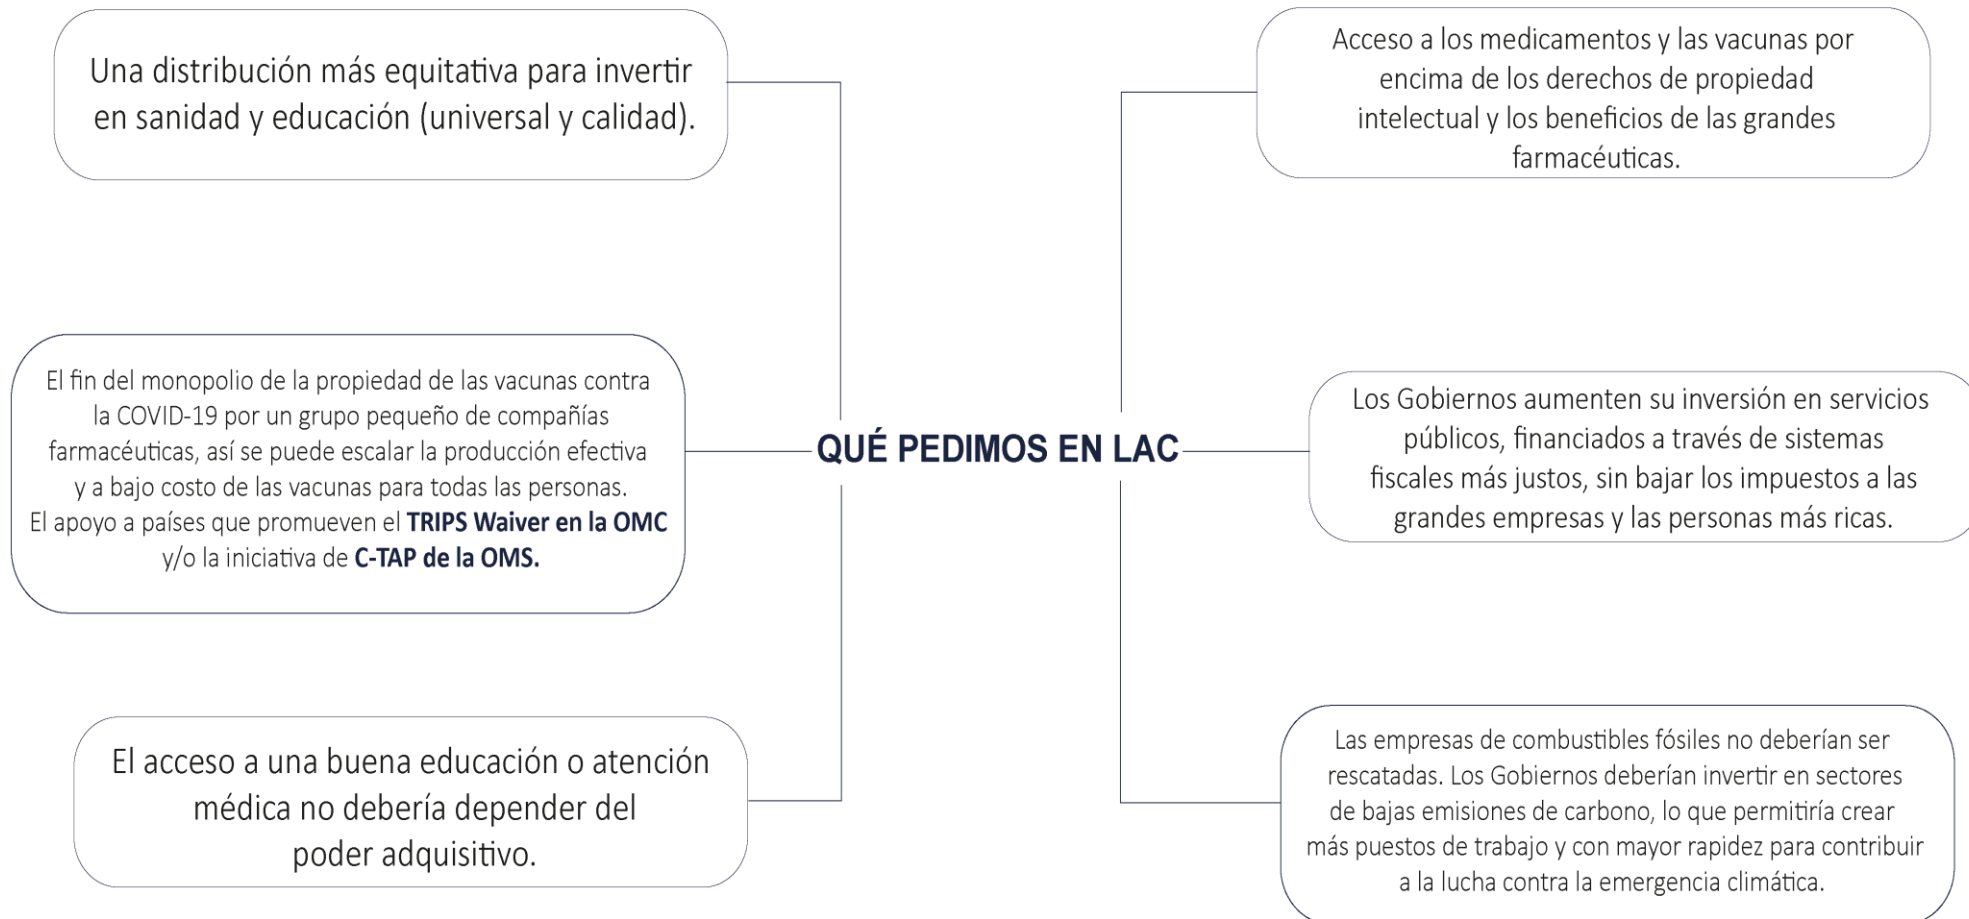 Una distribución más equitativa para invertir
en sanidad y educación (universal y calidad).
El fin del monopolio de la propiedad de las vacunas contra
la COVID-19 por un grupo pequeño de compañías
farmacéuticas, así se puede escalar la producción efectiva
y a bajo costo de las vacunas para todas las personas.
El apoyo a países que promueven el TRIPS Waiver en la OMC
y/o la iniciativa de C-TAP de la OMS.
El acceso a una buena educación o atención
médica no debería depender del
poder adquisitivo.
QUÉ PEDIMOS EN LAC
Acceso a los medicamentos y las vacunas por
encima de los derechos de propiedad
intelectual y los beneficios de las grandes
farmacéuticas.
Los Gobiernos aumenten su inversión en servicios
públicos, financiados a través de sistemas
fiscales más justos, sin bajar los impuestos a las
grandes empresas y las personas más ricas.
Las empresas de combustibles fósiles no deberían ser
rescatadas. Los Gobiernos deberían invertir en sectores
de bajas emisiones de carbono, lo que permitiría crear
más puestos de trabajo y con mayor rapidez para contribuir
a la lucha contra la emergencia climática.